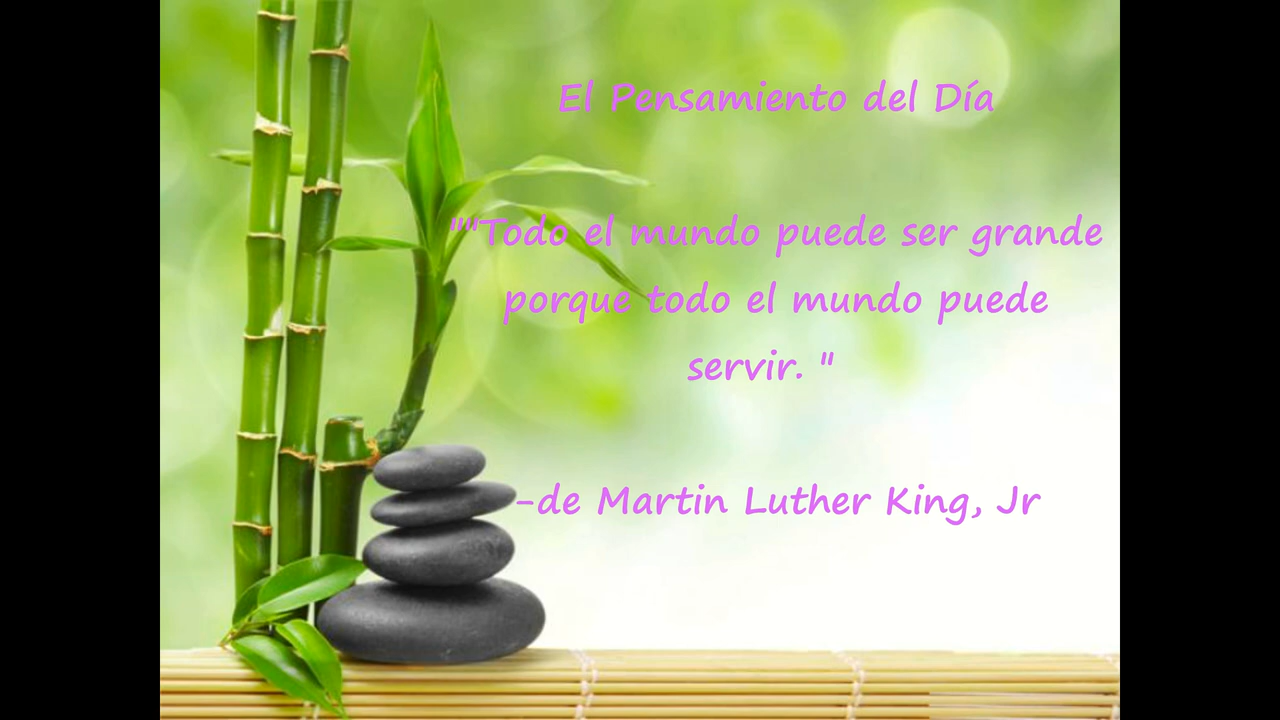 El Pensamiento del Día
""Todo el mundo puede ser grande
porque todo el mundo puede
servir. "
-de Martin Luther King, Jr